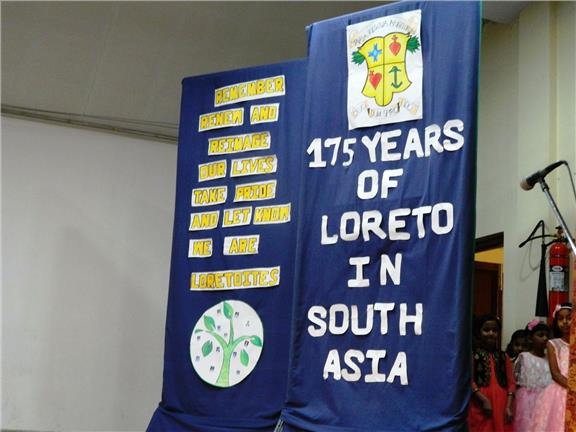 REMEMBER
RENEW AND
REIMAGE
OUR LIVES
TAKE PRIDE
AND LET KNOW
WE ARE
LORETOITES
175 YEARS
OF
LORETO
IN
SOUTH
ASIA